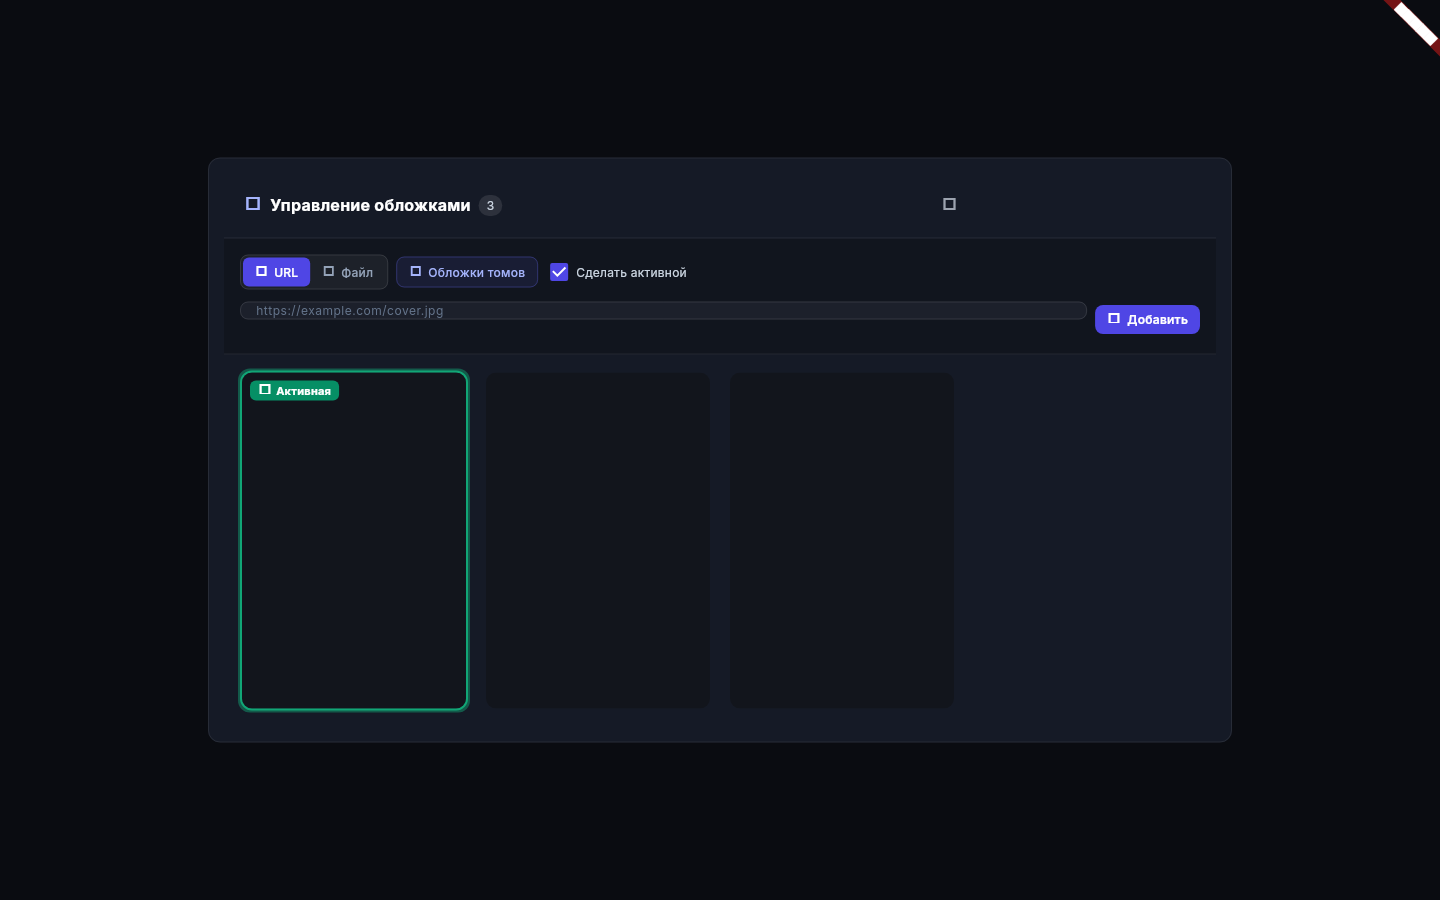 Управление обложками 3
URL Файл Обложки томов Сделать активной
https://example.com/cover.jpg
Добавить
Активная